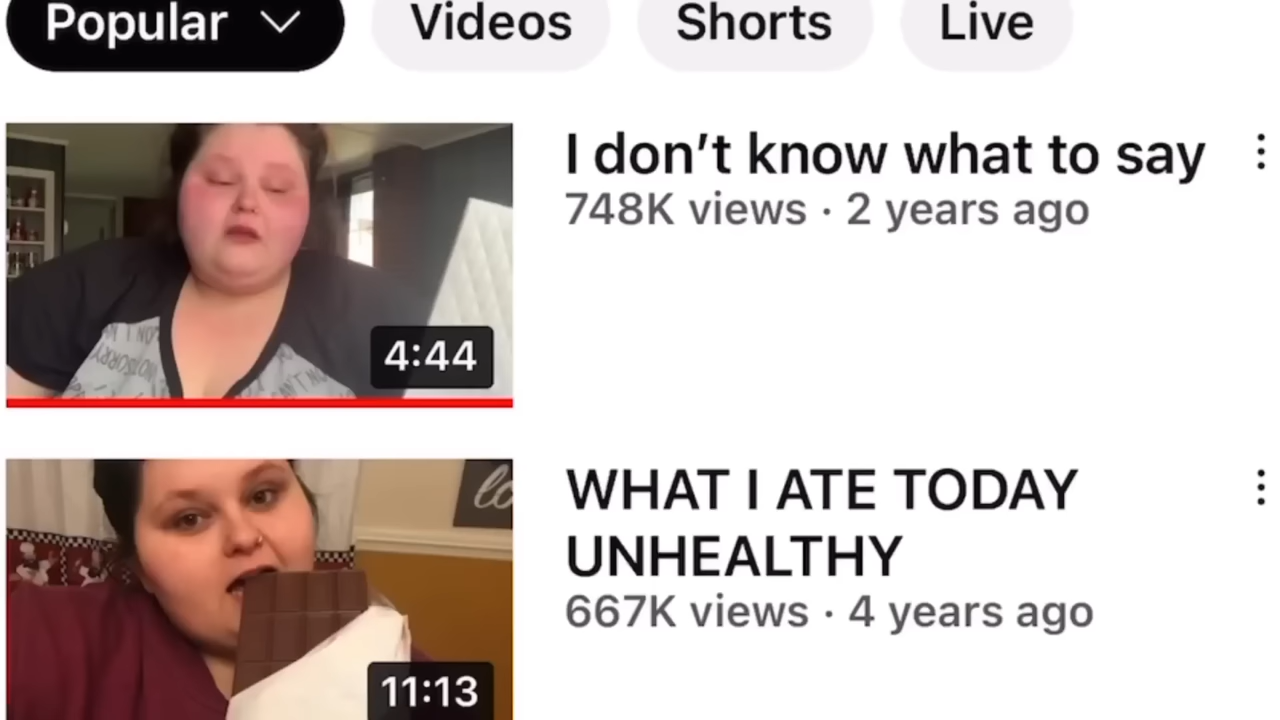 Popular
Videos
Shorts
Live
I don’t know what to say
748K views · 2 years ago
4:44
WHAT I ATE TODAY
UNHEALTHY
667K views · 4 years ago
lo
11:13